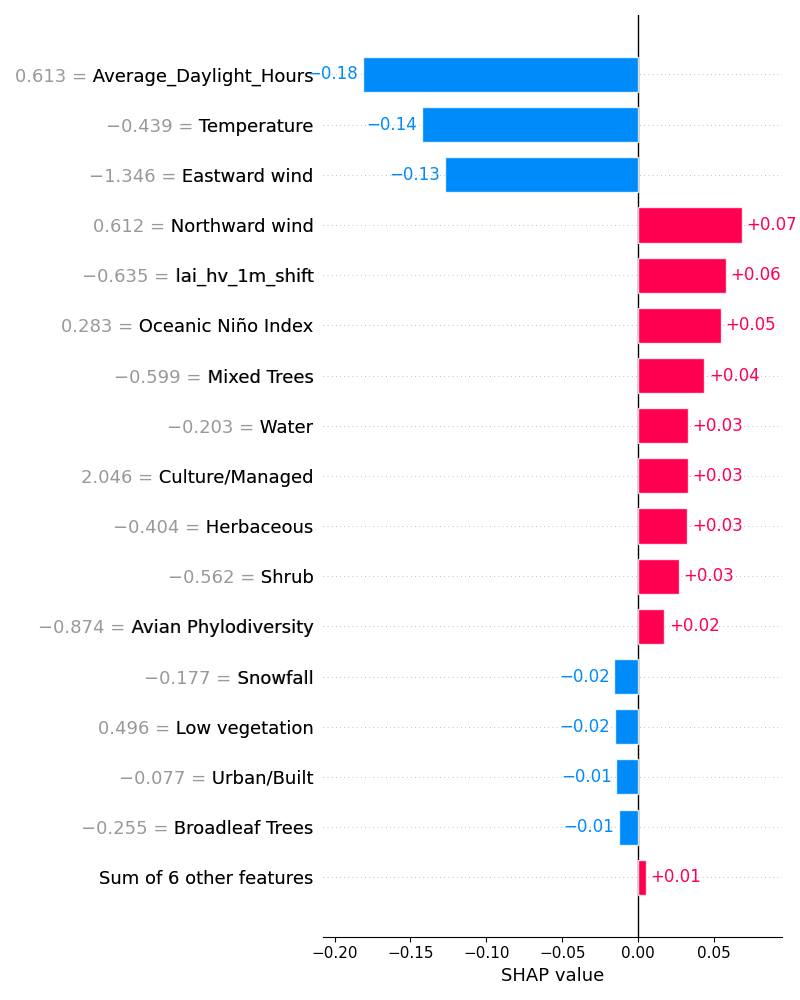 0.613 = Average_Daylight_Hours −0.18
−0.439 = Temperature −0.14
−1.346 = Eastward wind −0.13
0.612 = Northward wind +0.07
−0.635 = lai_hv_1m_shift +0.06
0.283 = Oceanic Niño Index +0.05
−0.599 = Mixed Trees +0.04
−0.203 = Water +0.03
2.046 = Culture/Managed +0.03
−0.404 = Herbaceous +0.03
−0.562 = Shrub +0.03
−0.874 = Avian Phylodiversity +0.02
−0.177 = Snowfall −0.02
0.496 = Low vegetation −0.02
−0.077 = Urban/Built −0.01
−0.255 = Broadleaf Trees −0.01
Sum of 6 other features +0.01
−0.20 −0.15 −0.10 −0.05 0.00 0.05
SHAP value